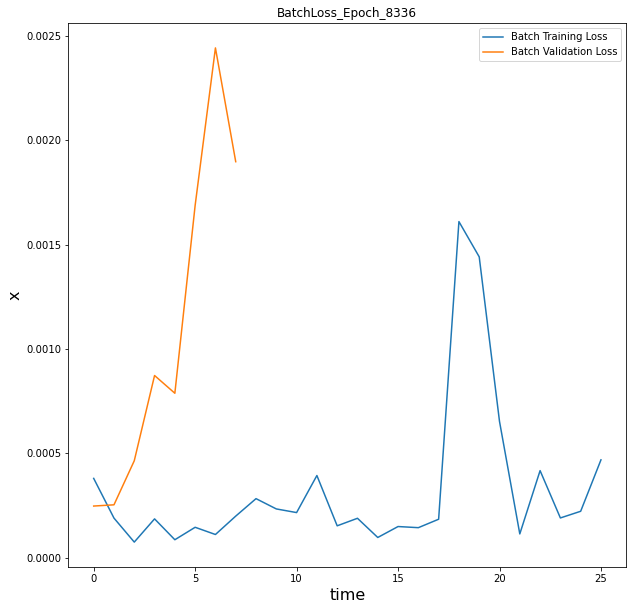 BatchLoss_Epoch_8336
Batch Training Loss
Batch Validation Loss
0.0025
0.0020
0.0015
0.0010
0.0005
0.0000
x
0 5 10 15 20 25
time